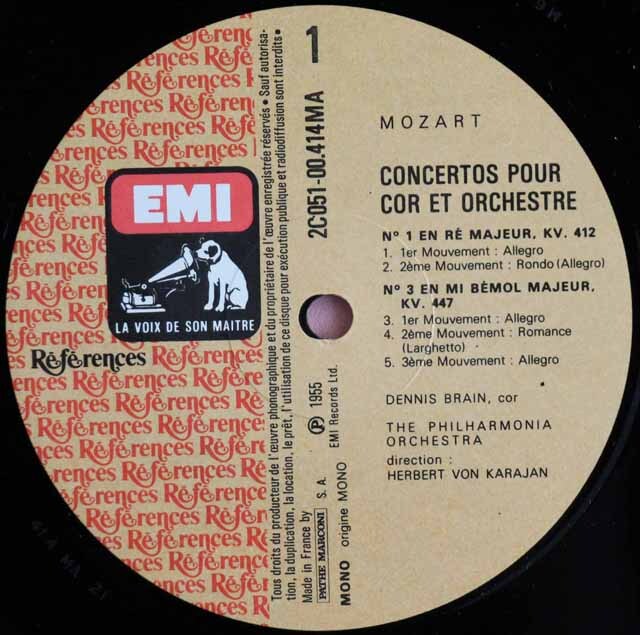 EMI
LA VOIX DE SON MAITRE
Références
Tous droits du producteur de l'œuvre phonographique et du propriétaire de l'œuvre enregistrée réservés • Sauf autorisa-
tion, la duplication, la location, le prêt, l'utilisation de ce disque pour exécution publique et radiodiffusion sont interdits •
Made in France by
PATHE MARCONI S. A.
MONO origine MONO
2C051-00.414MA 1
℗ 1955
EMI Records Ltd.
MOZART
CONCERTOS POUR
COR ET ORCHESTRE
Nº 1 EN RÉ MAJEUR, KV. 412
1. 1er Mouvement : Allegro
2. 2ème Mouvement : Rondo (Allegro)
Nº 3 EN MI BÉMOL MAJEUR,
KV. 447
3. 1er Mouvement : Allegro
4. 2ème Mouvement : Romance
(Larghetto)
5. 3ème Mouvement : Allegro
DENNIS BRAIN, cor
THE PHILHARMONIA
ORCHESTRA
direction :
HERBERT VON KARAJAN